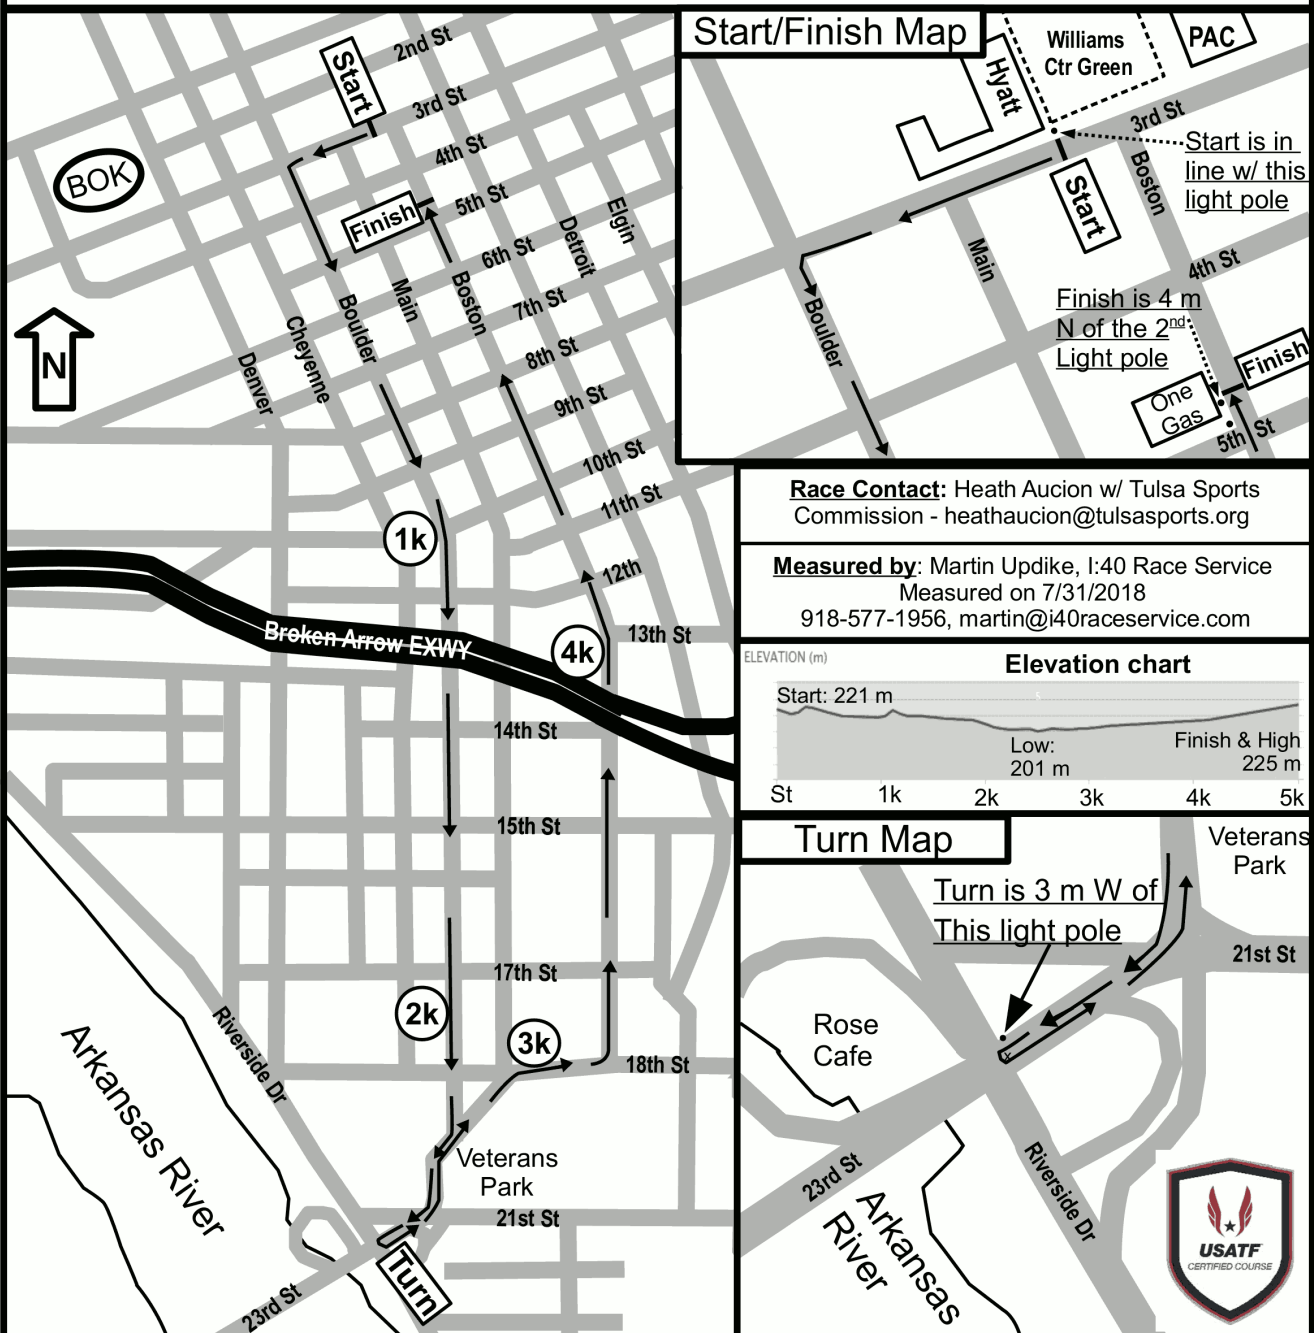 Start/Finish Map
Williams
Ctr Green
PAC
Hyatt
3rd St
Start is in
line w/ this
light pole
Start
Boston
Main
4th St
Boulder
Finish is 4 m
N of the 2nd
Light pole
Finish
One
Gas
5th St
2nd St
Start
3rd St
4th St
BOK
5th St
Finish
Elgin
Detroit
6th St
N
Main
Boston
7th St
Boulder
Cheyenne
8th St
Denver
9th St
10th St
11th St
1k
12th
Broken Arrow EXWY
13th St
4k
14th St
15th St
17th St
2k
3k
18th St
Riverside Dr
Arkansas River
Veterans
Park
21st St
Turn
23rd St
Race Contact: Heath Aucion w/ Tulsa Sports
Commission - heathaucion@tulsasports.org
Measured by: Martin Updike, I:40 Race Service
Measured on 7/31/2018
918-577-1956, martin@i40raceservice.com
ELEVATION (m)
Elevation chart
Start: 221 m
5
Low:
201 m
Finish & High
225 m
St 1k 2k 3k 4k 5k
Turn Map
Veterans
Park
Turn is 3 m W of
This light pole
21st St
Rose
Cafe
23rd St
Riverside Dr
Arkansas
River
USATF
CERTIFIED COURSE